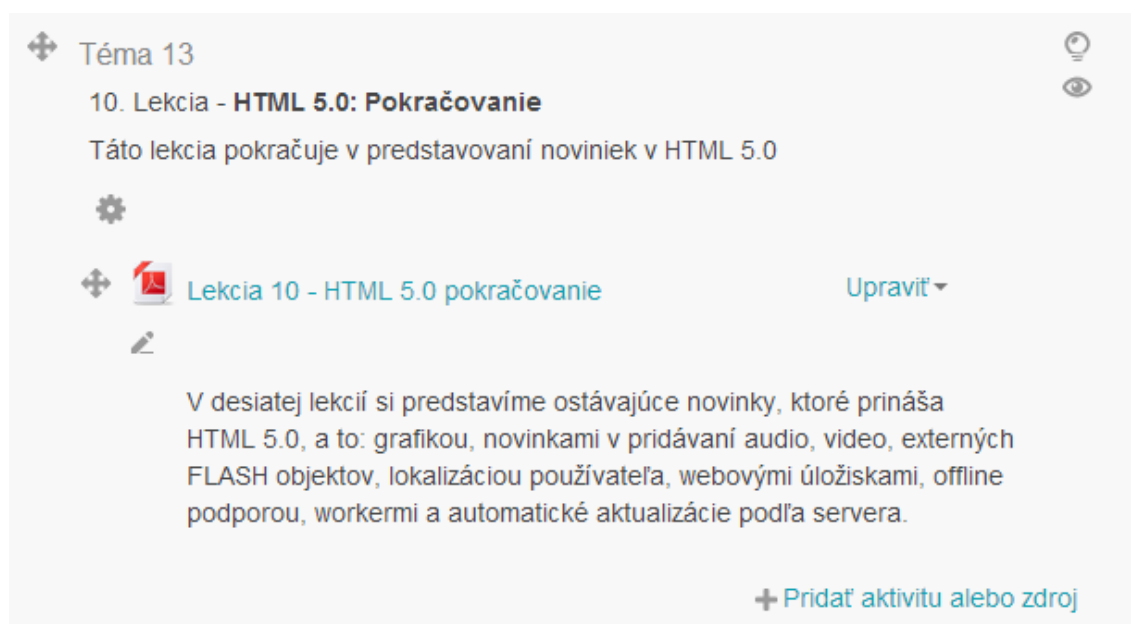 Téma 13
10. Lekcia - HTML 5.0: Pokračovanie
Táto lekcia pokračuje v predstavovaní noviniek v HTML 5.0
Lekcia 10 - HTML 5.0 pokračovanie
Upraviť
V desiatej lekcií si predstavíme ostávajúce novinky, ktoré prináša
HTML 5.0, a to: grafikou, novinkami v pridávaní audio, video, externých
FLASH objektov, lokalizáciou používateľa, webovými úložiskami, offline
podporou, workermi a automatické aktualizácie podľa servera.
Pridať aktivitu alebo zdroj